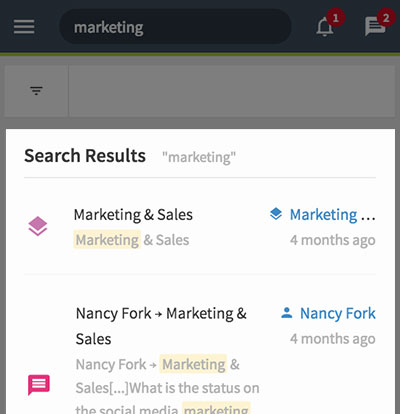 marketing
1
2
Search Results "marketing"
Marketing & Sales
Marketing ...
Marketing & Sales
4 months ago
Nancy Fork → Marketing &
Sales
Nancy Fork
4 months ago
Nancy Fork → Marketing &
Sales[...]What is the status on
the social media marketing